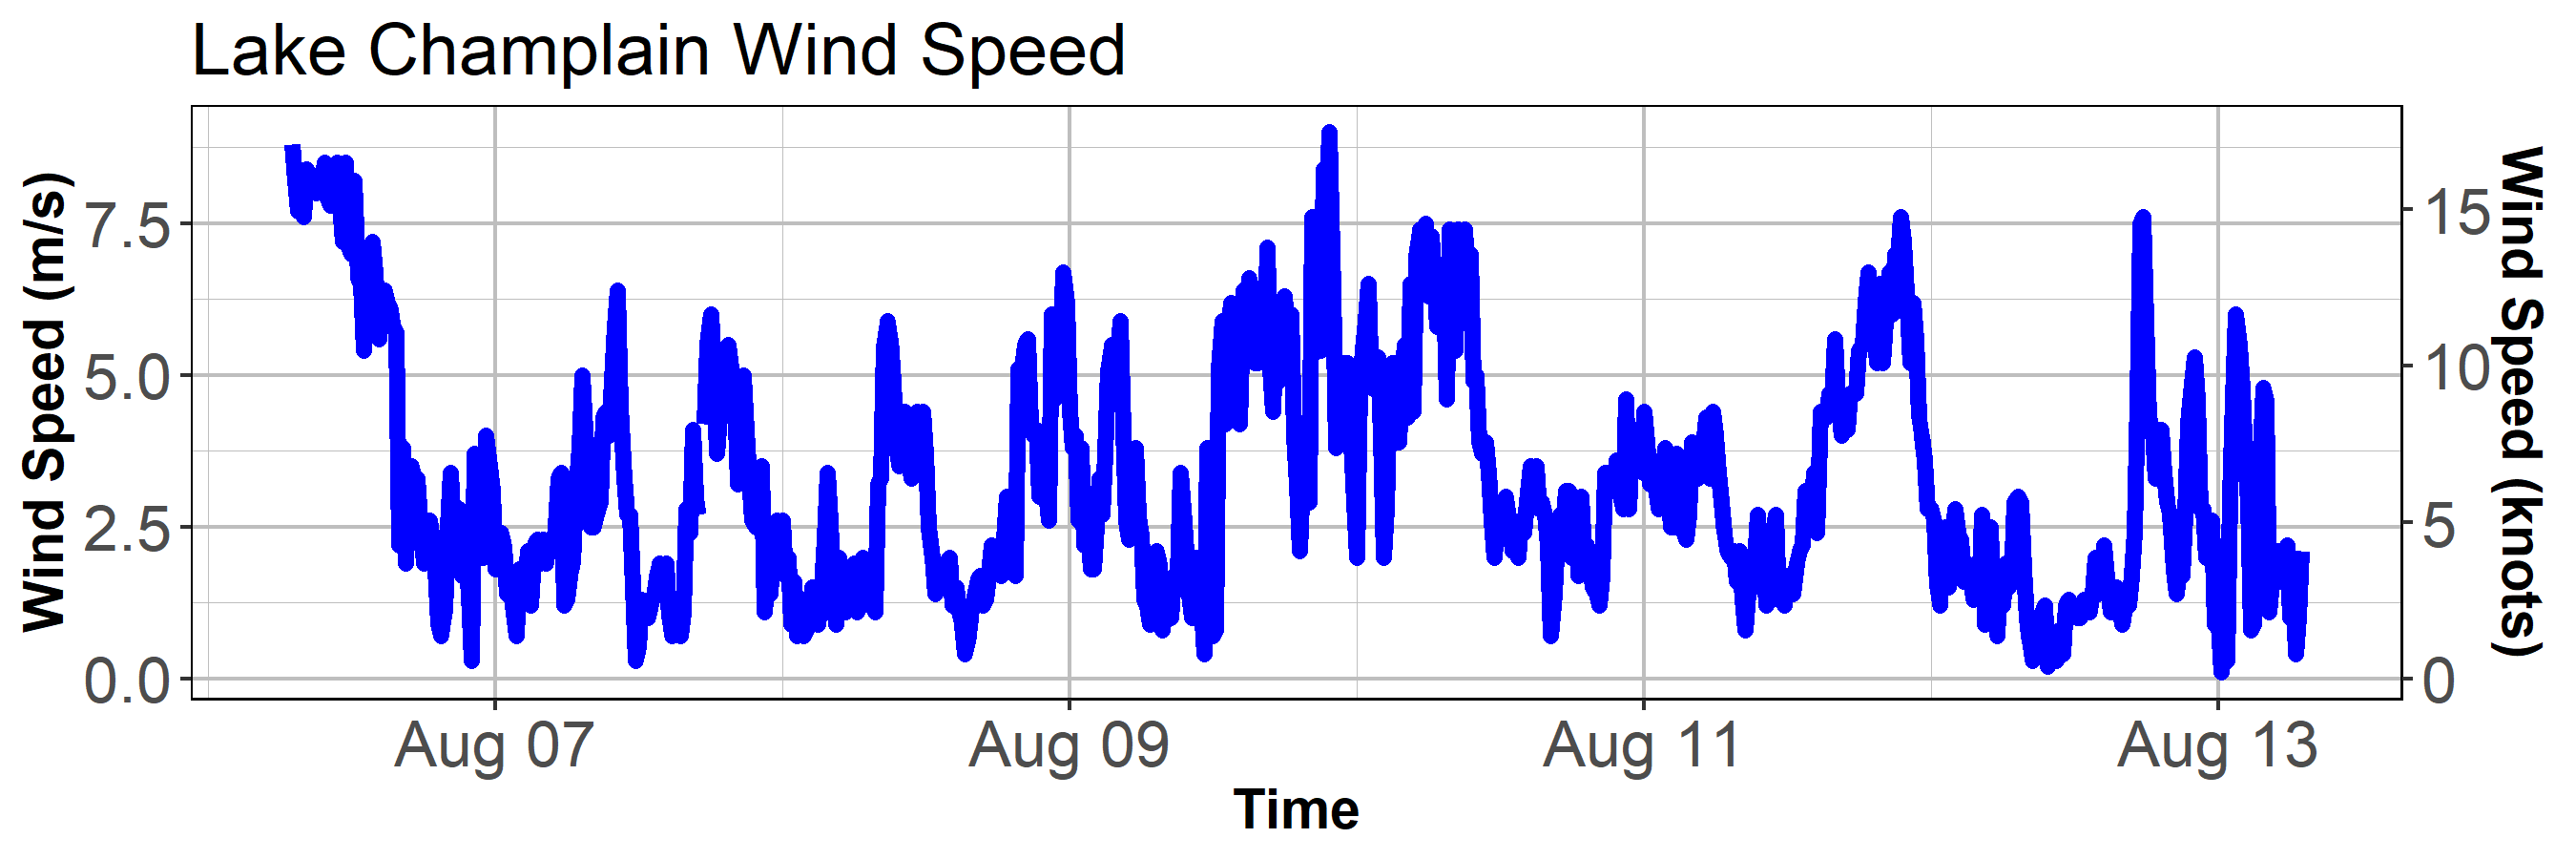 Lake Champlain Wind Speed
Wind Speed (m/s)
7.5
5.0
2.5
0.0
15
10
5
0
Wind Speed (knots)
Aug 07
Aug 09
Aug 11
Aug 13
Time